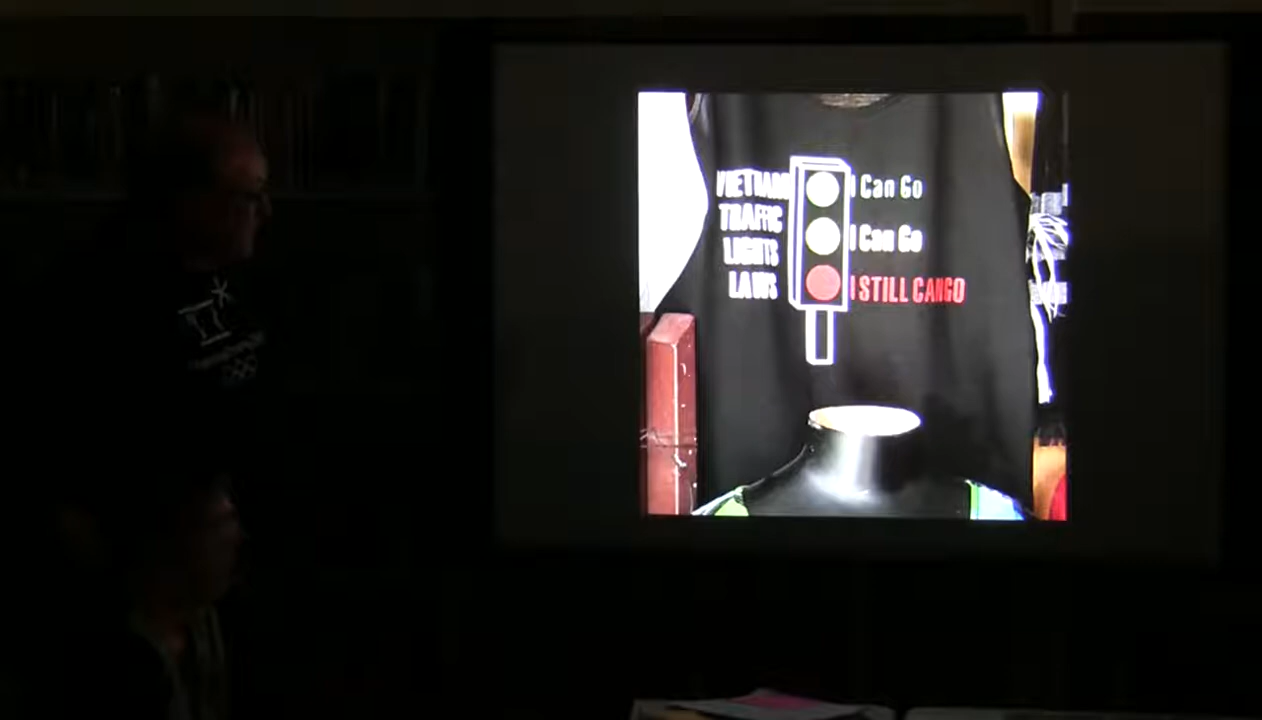 VIETNAM
TRAFFIC
LIGHTS
LAWS
I Can Go
I Can Go
I STILL CAN GO